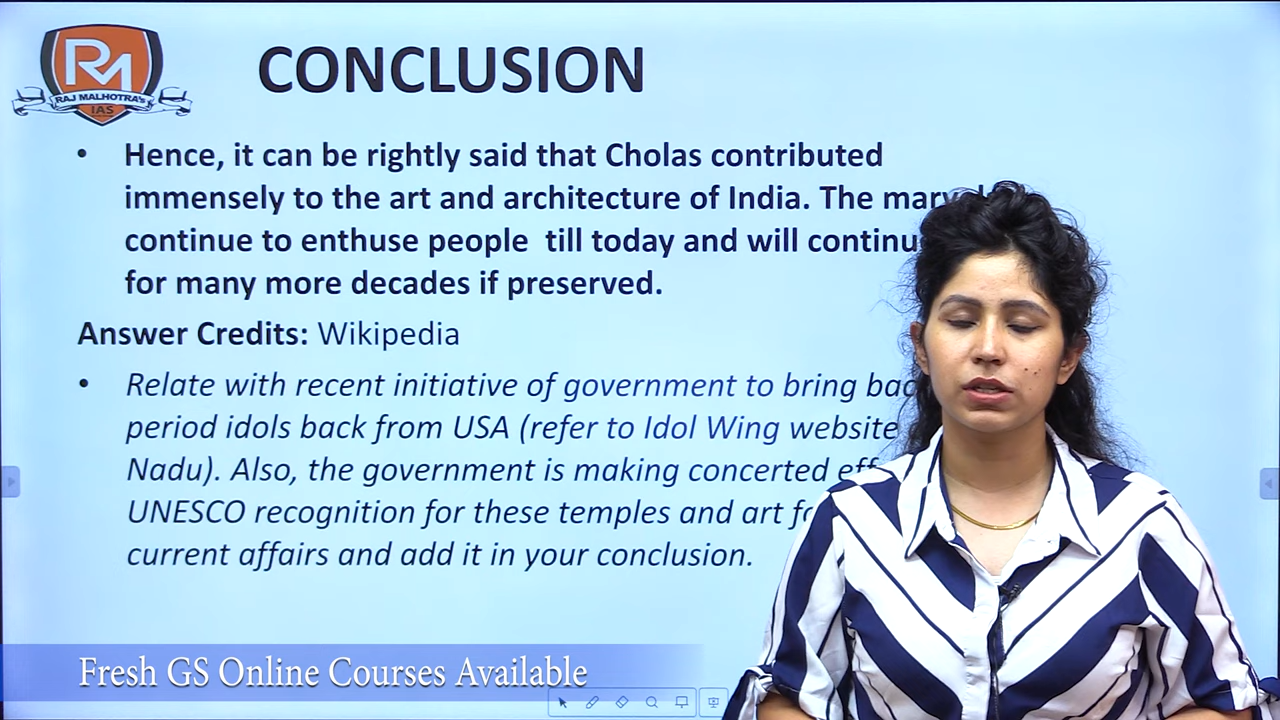 RM
RAJ MALHOTRA'S
IAS
CONCLUSION
• Hence, it can be rightly said that Cholas contributed
immensely to the art and architecture of India. The
continue to enthuse people till today and will
for many more decades if preserved.
Answer Credits: Wikipedia
• Relate with recent initiative of government to bring
period idols back from USA (refer to Idol Wing website
Nadu). Also, the government is making concerted
UNESCO recognition for these temples and art
current affairs and add it in your conclusion.
Fresh GS Online Courses Available